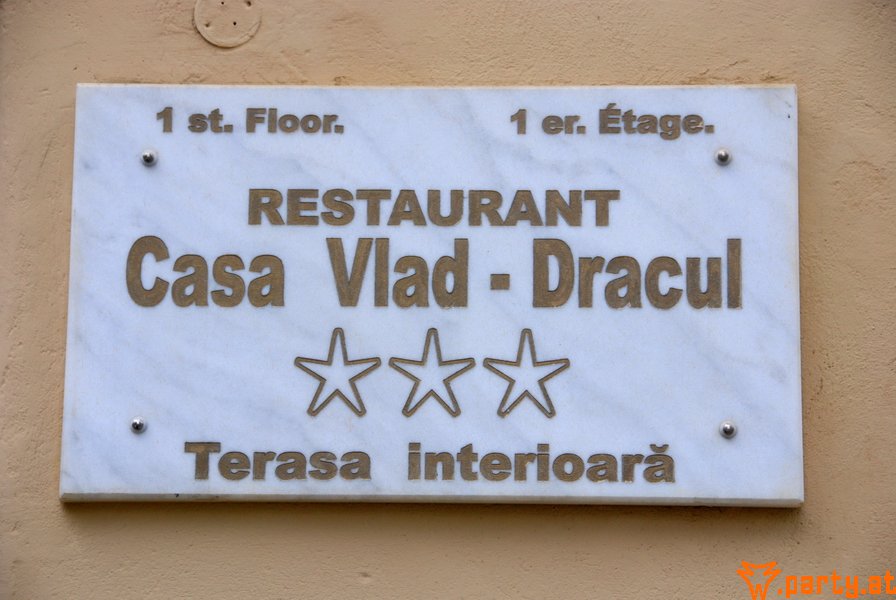 1 st. Floor. 1 er. Étage.
RESTAURANT
Casa Vlad - Dracul
Terasa interioară
party.at